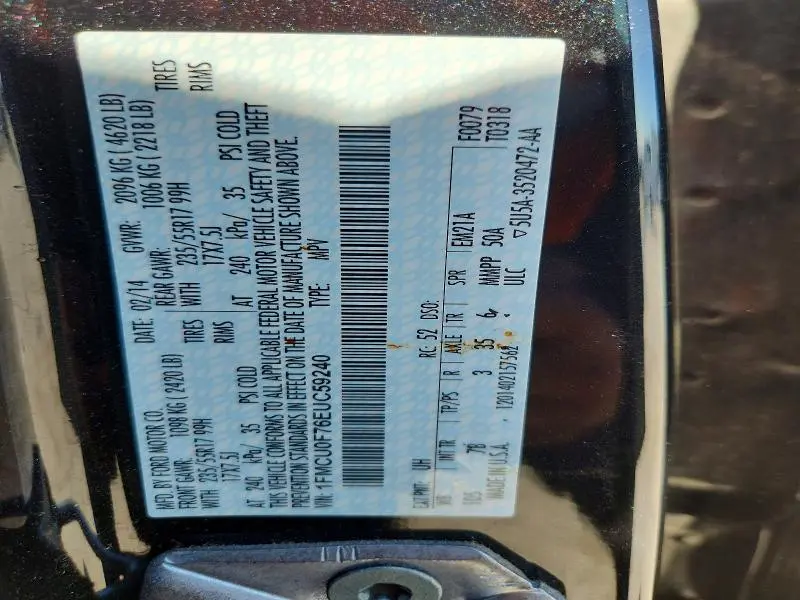 MFD. BY FORD MOTOR CO. DATE: 02/14 GVWR: 2096 KG ( 4620 LB)
FRONT GAWR: 1098 KG ( 2420 LB) REAR GAWR: 1006 KG ( 2218 LB)
WITH 235/55R17 99H TIRES WITH 235/55R17 99H TIRES
17X7.5J RIMS 17X7.5J RIMS
AT 240 kPa/ 35 PSI COLD AT 240 kPa/ 35 PSI COLD
THIS VEHICLE CONFORMS TO ALL APPLICABLE FEDERAL MOTOR VEHICLE SAFETY AND THEFT
PREVENTION STANDARDS IN EFFECT ON THE DATE OF MANUFACTURE SHOWN ABOVE.
VIN: 1FMCU0F76EUC59240 TYPE: MPV
EXT PNT: UH RC: 52 DSO: F0079
WB INT TR TP/PS R AXLE TR SPR EM21A T0318
105 7B 3 35 6 MMPP 50A
MADE IN U.S.A. 120140215756 ULC 5U5A-3520472-AA